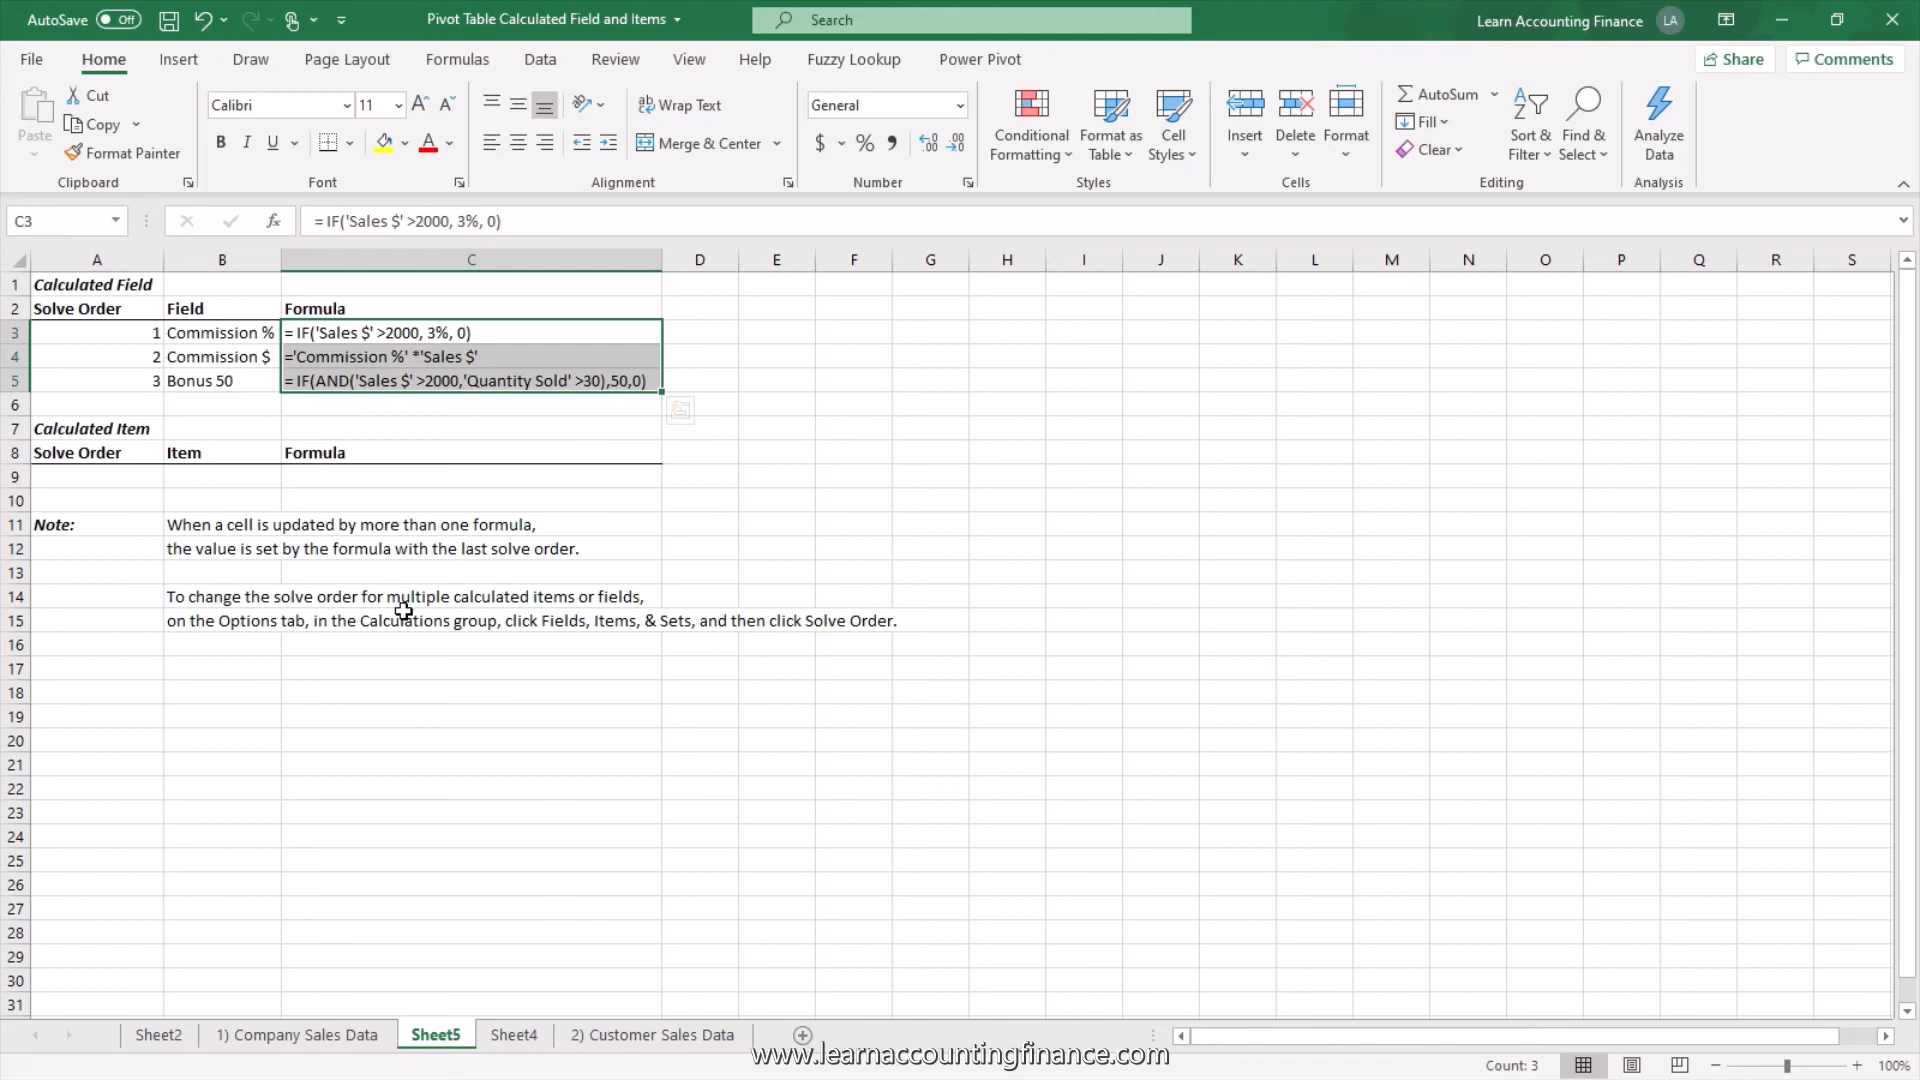 AutoSave Off Pivot Table Calculated Field and Items Search Learn Accounting Finance LA
File Home Insert Draw Page Layout Formulas Data Review View Help Fuzzy Lookup Power Pivot Share Comments
Paste
Cut
Copy
Format Painter
Clipboard
Calibri 11 A A
B I U A
Font
ab Wrap Text
Merge & Center
Alignment
General
$ % ,
Number
Conditional Formatting
Format as Table
Cell Styles
Styles
Insert Delete Format
Cells
AutoSum
Fill
Clear
Sort & Filter
Find & Select
Editing
Analyze Data
Analysis
C3 fx = IF('Sales $' >2000, 3%, 0)
A B C D E F G H I J K L M N O P Q R S
1 Calculated Field
2 Solve Order Field Formula
3 1 Commission % = IF('Sales $' >2000, 3%, 0)
4 2 Commission $ ='Commission %' *'Sales $'
5 3 Bonus 50 = IF(AND('Sales $' >2000,'Quantity Sold' >30),50,0)
6
7 Calculated Item
8 Solve Order Item Formula
9
10
11 Note: When a cell is updated by more than one formula,
12 the value is set by the formula with the last solve order.
13
14 To change the solve order for multiple calculated items or fields,
15 on the Options tab, in the Calculations group, click Fields, Items, & Sets, and then click Solve Order.
16
17
18
19
20
21
22
23
24
25
26
27
28
29
30
31
Sheet2 1) Company Sales Data Sheet5 Sheet4 2) Customer Sales Data
www.learnaccountingfinance.com
Count: 3 100%